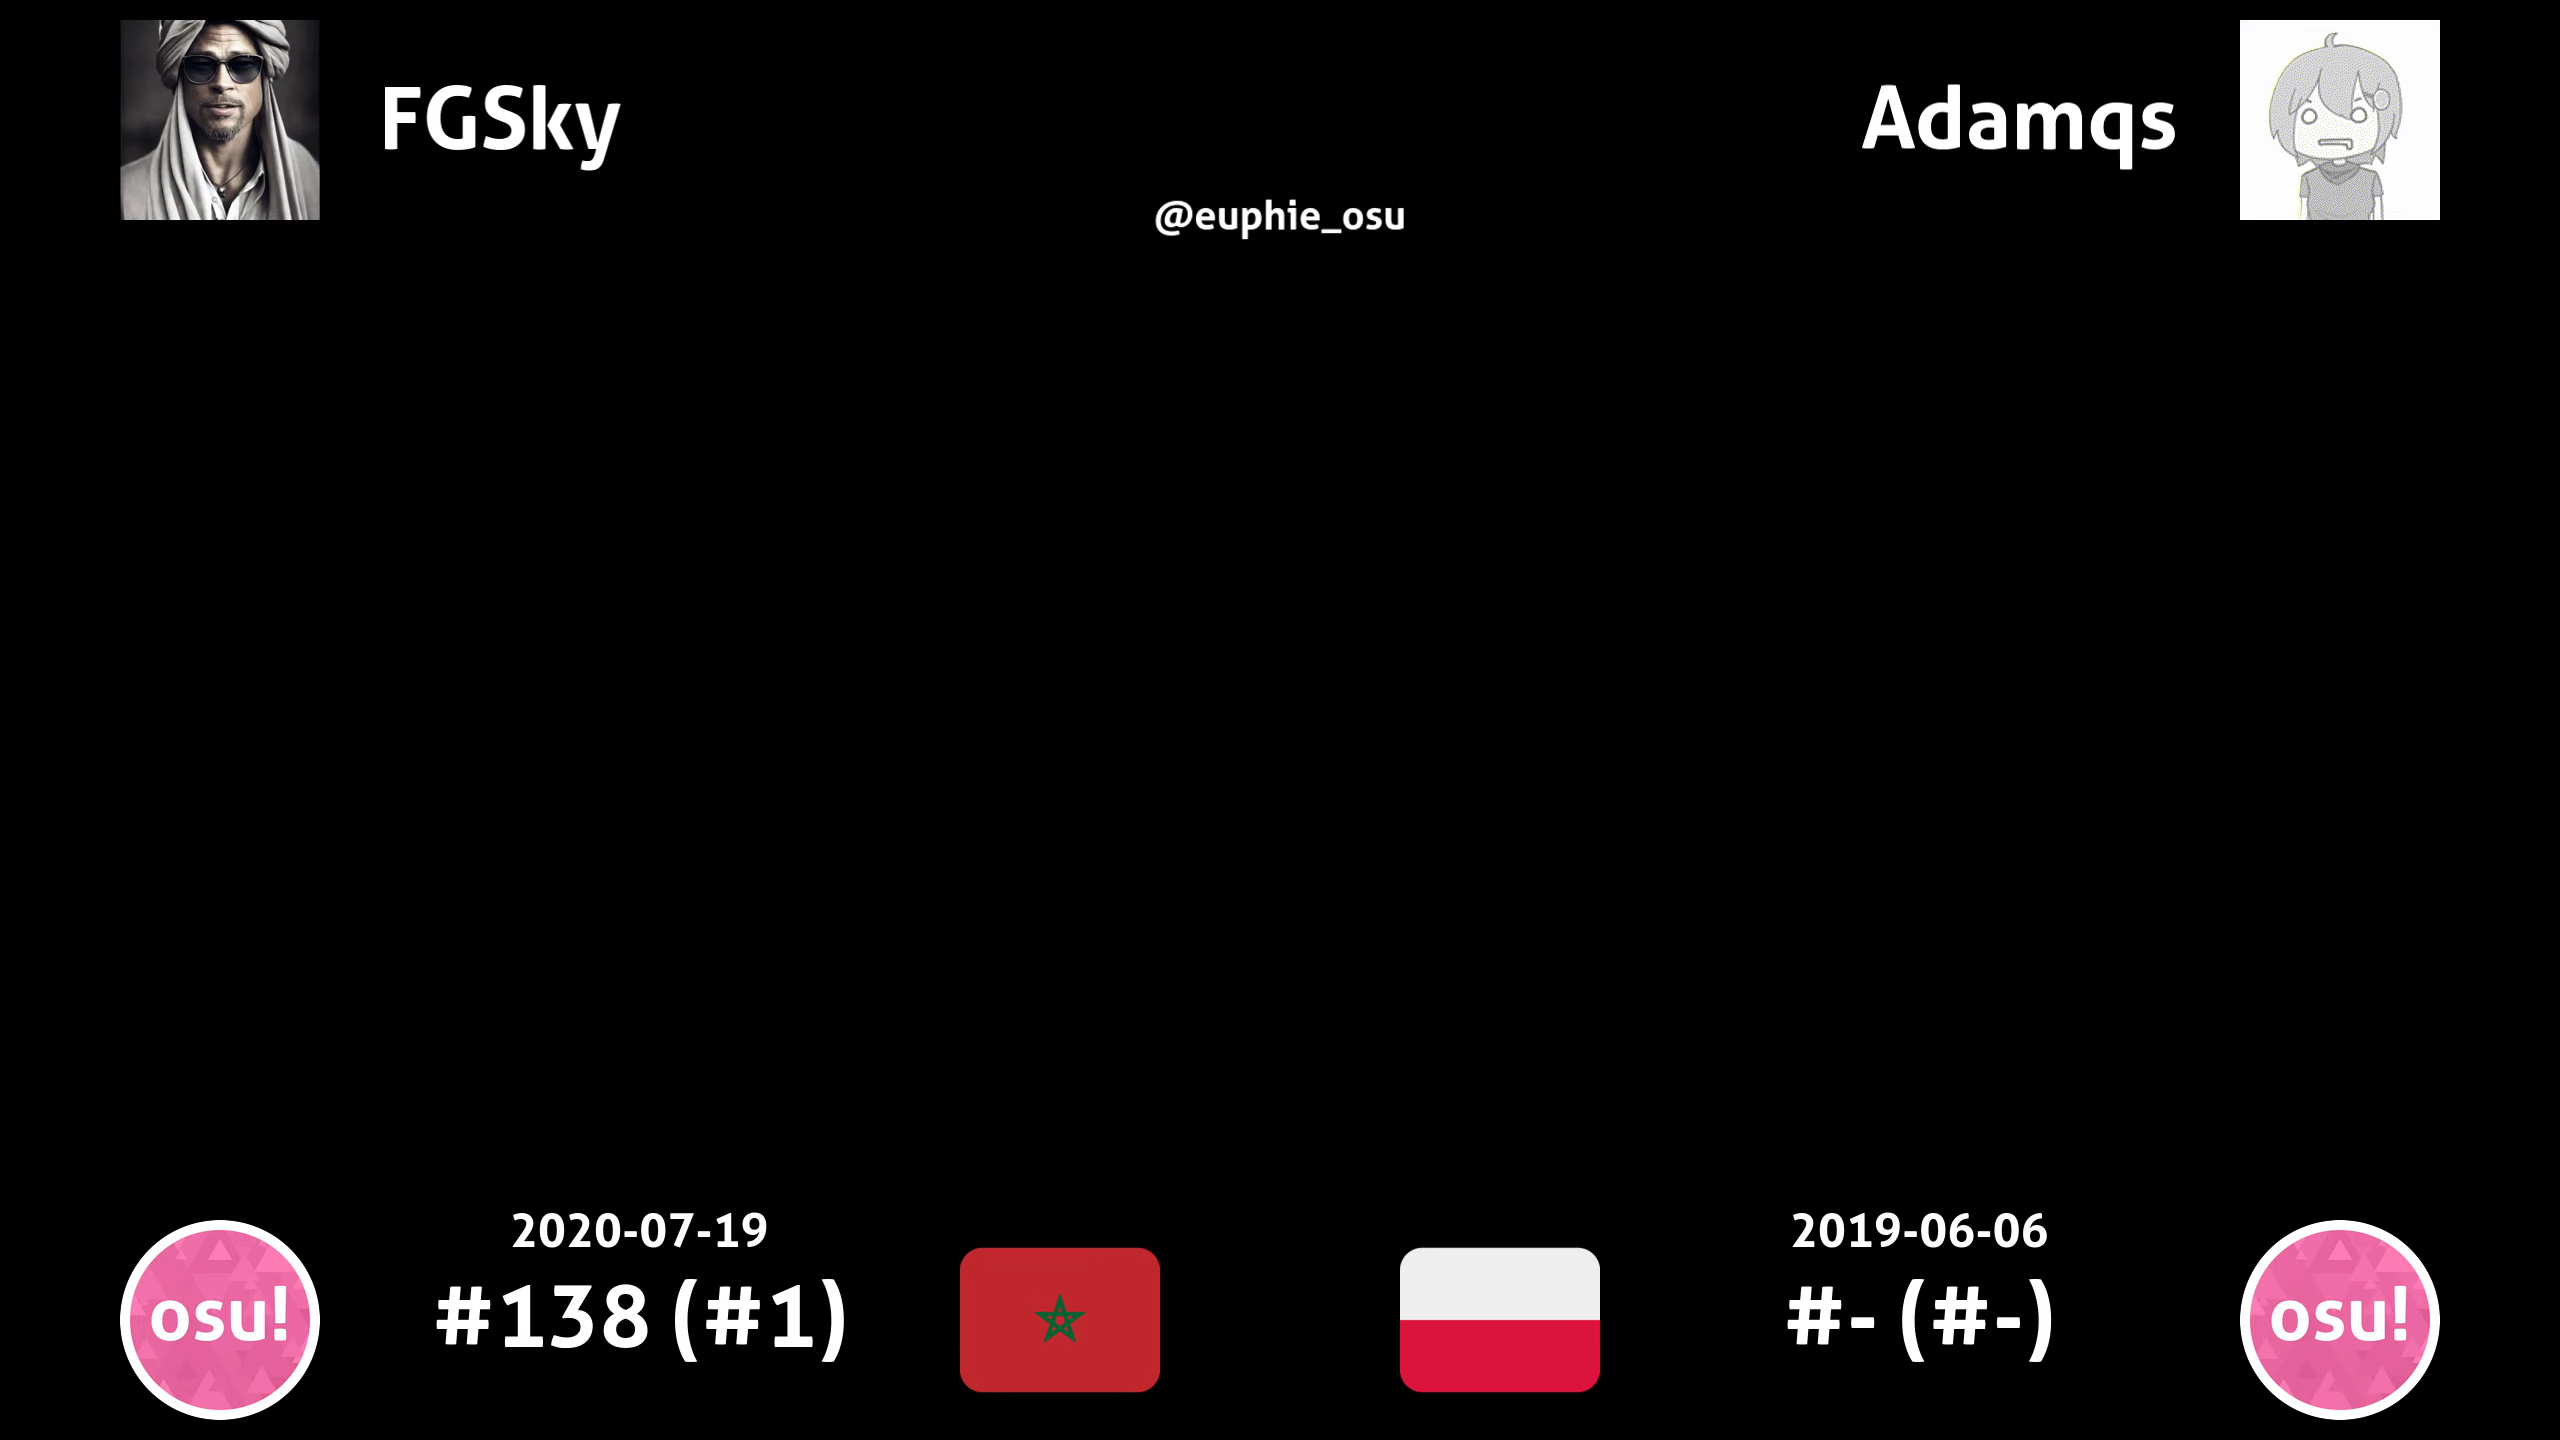 FGSky
Adamqs
@euphie_osu
2020-07-19
#138 (#1)
2019-06-06
#- (#-)
osu!
osu!